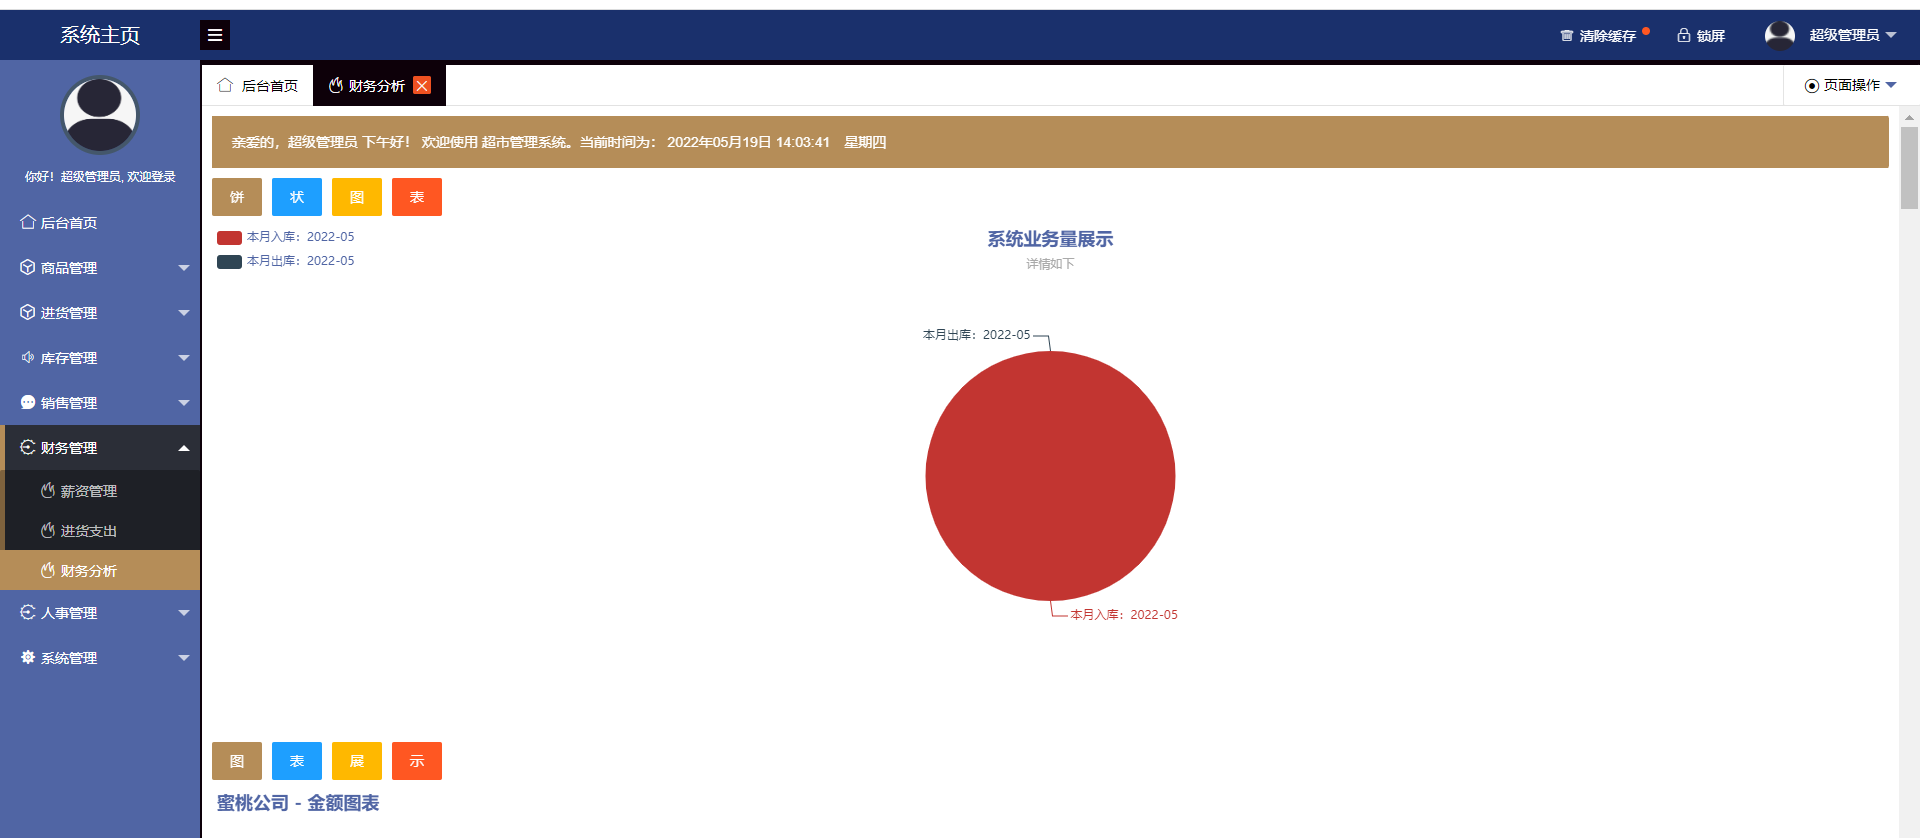 系统主页
清除缓存
锁屏
超级管理员
你好！超级管理员, 欢迎登录
后台首页
商品管理
进货管理
库存管理
销售管理
财务管理
薪资管理
进货支出
财务分析
人事管理
系统管理
后台首页
财务分析
页面操作
亲爱的，超级管理员 下午好！ 欢迎使用 超市管理系统。当前时间为： 2022年05月19日 14:03:41 星期四
饼 状 图 表
本月入库：2022-05
本月出库：2022-05
系统业务量展示
详情如下
本月出库：2022-05
本月入库：2022-05
图 表 展 示
蜜桃公司 - 金额图表